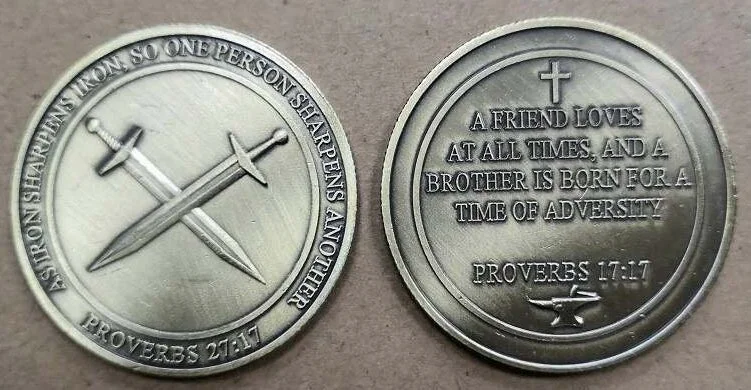 AS IRON SHARPENS IRON, SO ONE PERSON SHARPENS ANOTHER
PROVERBS 27:17
A FRIEND LOVES
AT ALL TIMES, AND A
BROTHER IS BORN FOR A
TIME OF ADVERSITY
PROVERBS 17:17